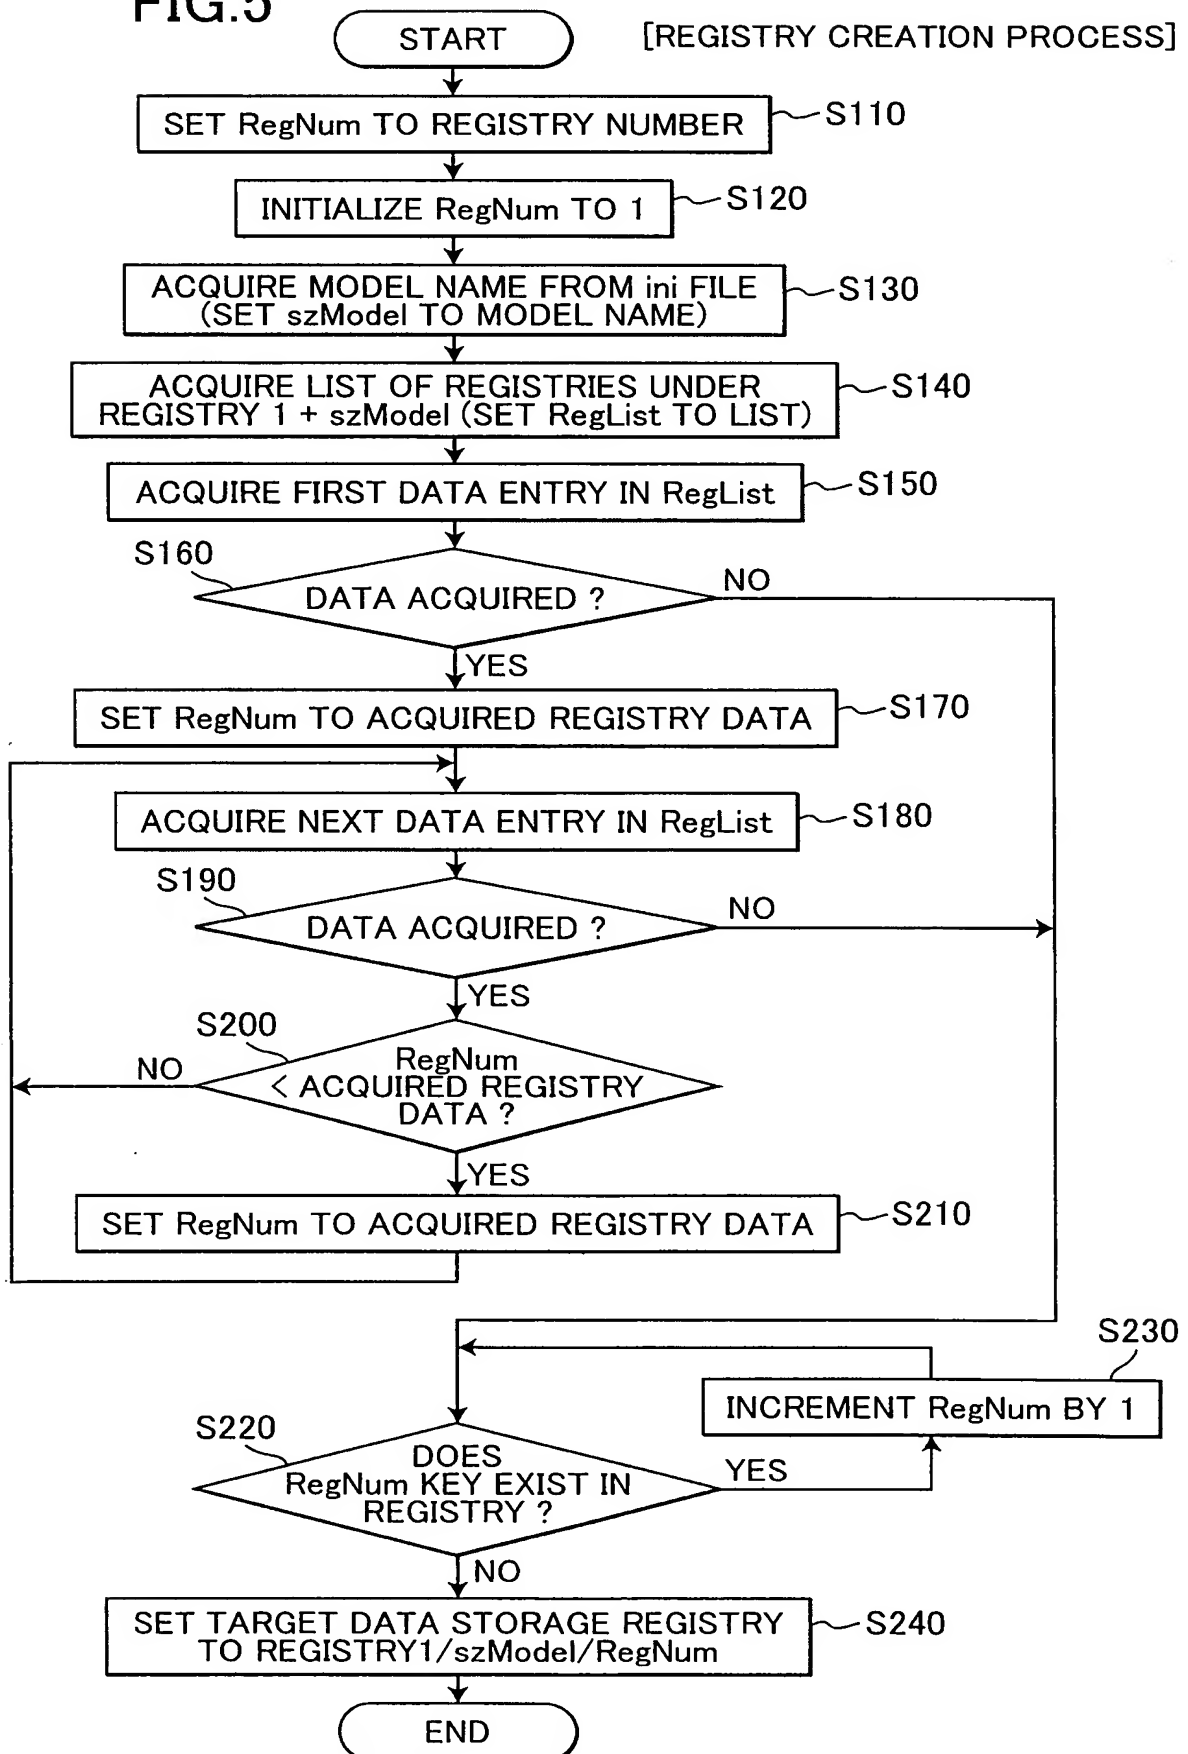 FIG.5
START
[REGISTRY CREATION PROCESS]
SET RegNum TO REGISTRY NUMBER
S110
INITIALIZE RegNum TO 1
S120
ACQUIRE MODEL NAME FROM ini FILE
(SET szModel TO MODEL NAME)
S130
ACQUIRE LIST OF REGISTRIES UNDER
REGISTRY 1 + szModel (SET RegList TO LIST)
S140
ACQUIRE FIRST DATA ENTRY IN RegList
S150
S160
DATA ACQUIRED ?
NO
YES
SET RegNum TO ACQUIRED REGISTRY DATA
S170
ACQUIRE NEXT DATA ENTRY IN RegList
S180
S190
DATA ACQUIRED ?
NO
YES
S200
RegNum
< ACQUIRED REGISTRY
DATA ?
NO
YES
SET RegNum TO ACQUIRED REGISTRY DATA
S210
S230
INCREMENT RegNum BY 1
S220
DOES
RegNum KEY EXIST IN
REGISTRY ?
YES
NO
SET TARGET DATA STORAGE REGISTRY
TO REGISTRY1/szModel/RegNum
S240
END